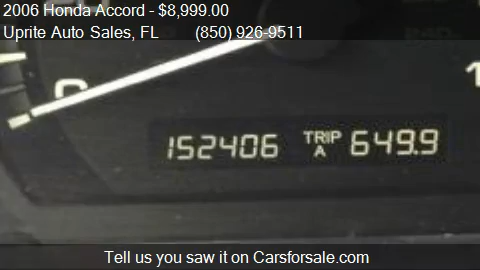 2006 Honda Accord - $8,999.00
Uprite Auto Sales, FL (850) 926-9511
152406 TRIP A 649.9
Tell us you saw it on Carsforsale.com